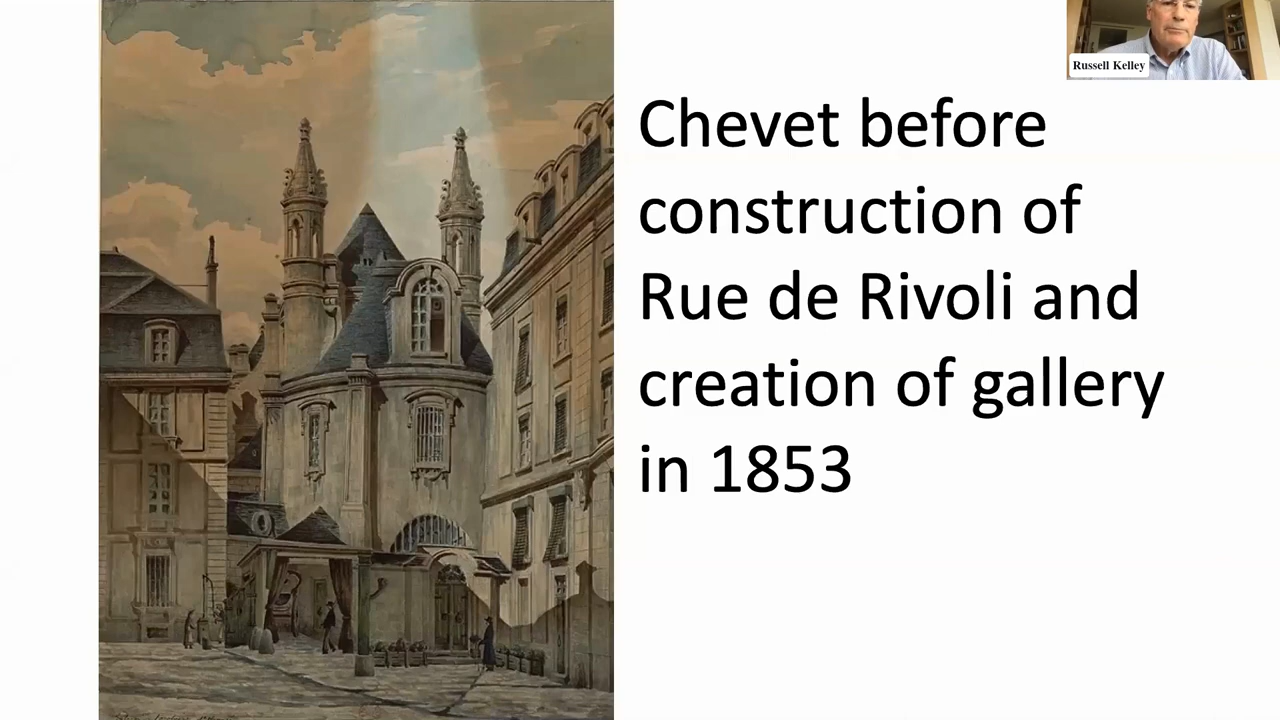 Russell Kelley
Chevet before
construction of
Rue de Rivoli and
creation of gallery
in 1853